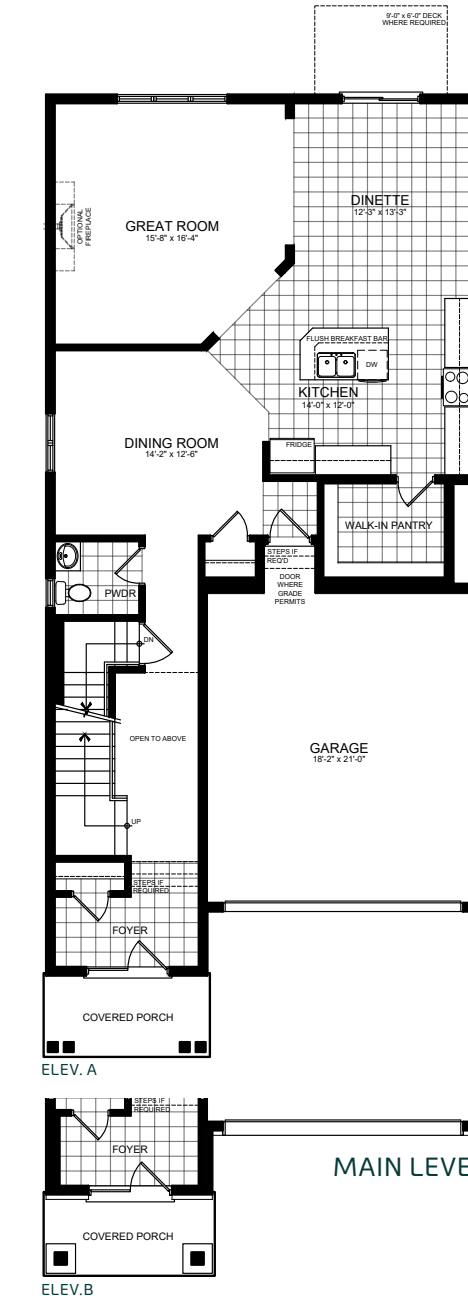 9'-0" x 6'-0" DECK
WHERE REQUIRED
DINETTE
12'-3" x 13'-3"
GREAT ROOM
15'-8" x 16'-4"
OPTIONAL
FIREPLACE
FLUSH BREAKFAST BAR
DW
KITCHEN
14'-0" x 12'-0"
DINING ROOM
14'-2" x 12'-6"
FRIDGE
WALK-IN PANTRY
STEPS IF
REQ'D
DOOR
WHERE
GRADE
PERMITS
PWDR
DN
OPEN TO ABOVE
GARAGE
18'-2" x 21'-0"
UP
STEPS IF
REQUIRED
FOYER
COVERED PORCH
ELEV. A
STEPS IF
REQUIRED
FOYER
MAIN LEVE
COVERED PORCH
ELEV.B